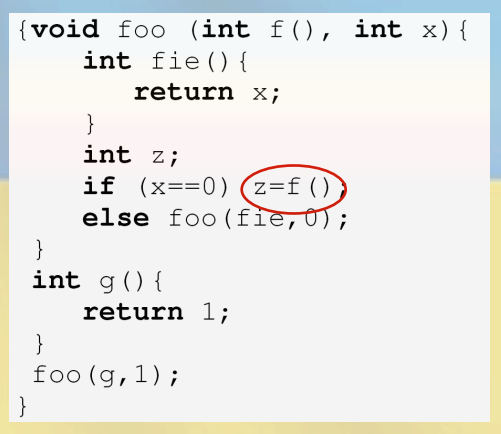 {void foo (int f(), int x){
int fie(){
return x;
}
int z;
if (x==0) z=f();
else foo(fie,0);
}
int g(){
return 1;
}
foo(g,1);
}